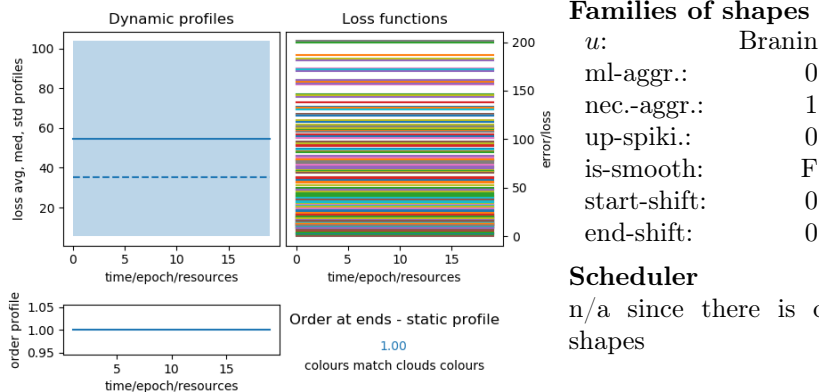 Dynamic profiles
loss avg, med, std profiles
100
80
60
40
20
0
5
10
15
time/epoch/resources
Loss functions
200
150
100
50
0
error/loss
0
5
10
15
time/epoch/resources
order profile
1.05
1.00
0.95
5
10
15
time/epoch/resources
Order at ends - static profile
1.00
colours match clouds colours
Families of shapes
u: Branin
ml-aggr.: 0
nec.-aggr.: 1
up-spiki.: 0
is-smooth: F
start-shift: 0
end-shift: 0
Scheduler
n/a since there is
shapes